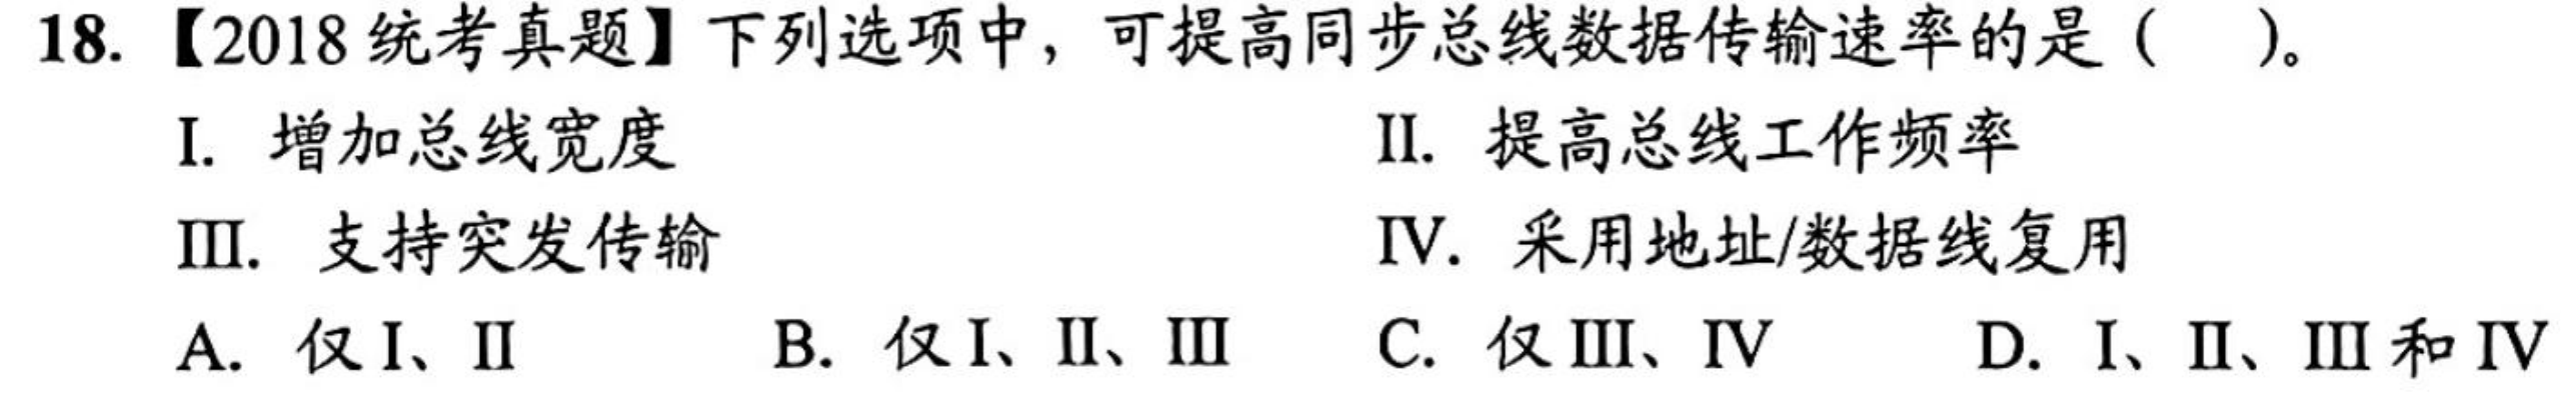 18. 【2018 统考真题】下列选项中，可提高同步总线数据传输速率的是（　）。
I. 增加总线宽度　II. 提高总线工作频率
III. 支持突发传输　IV. 采用地址/数据线复用
A. 仅 I、II　B. 仅 I、II、III　C. 仅 III、IV　D. I、II、III 和 IV